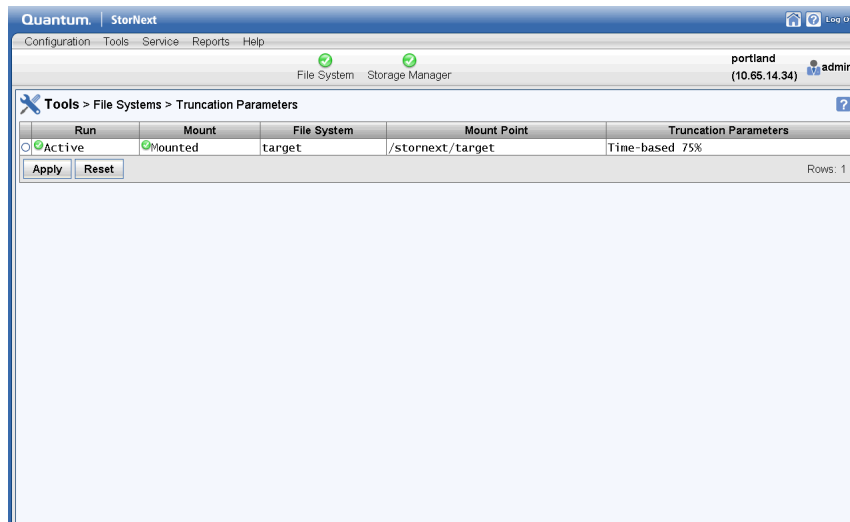 Quantum. | StorNext Log O
Configuration Tools Service Reports Help
File System Storage Manager
portland
(10.65.14.34)
admin
Tools > File Systems > Truncation Parameters
Run Mount File System Mount Point Truncation Parameters
Active Mounted target /stornext/target Time-based 75%
Apply Reset Rows: 1